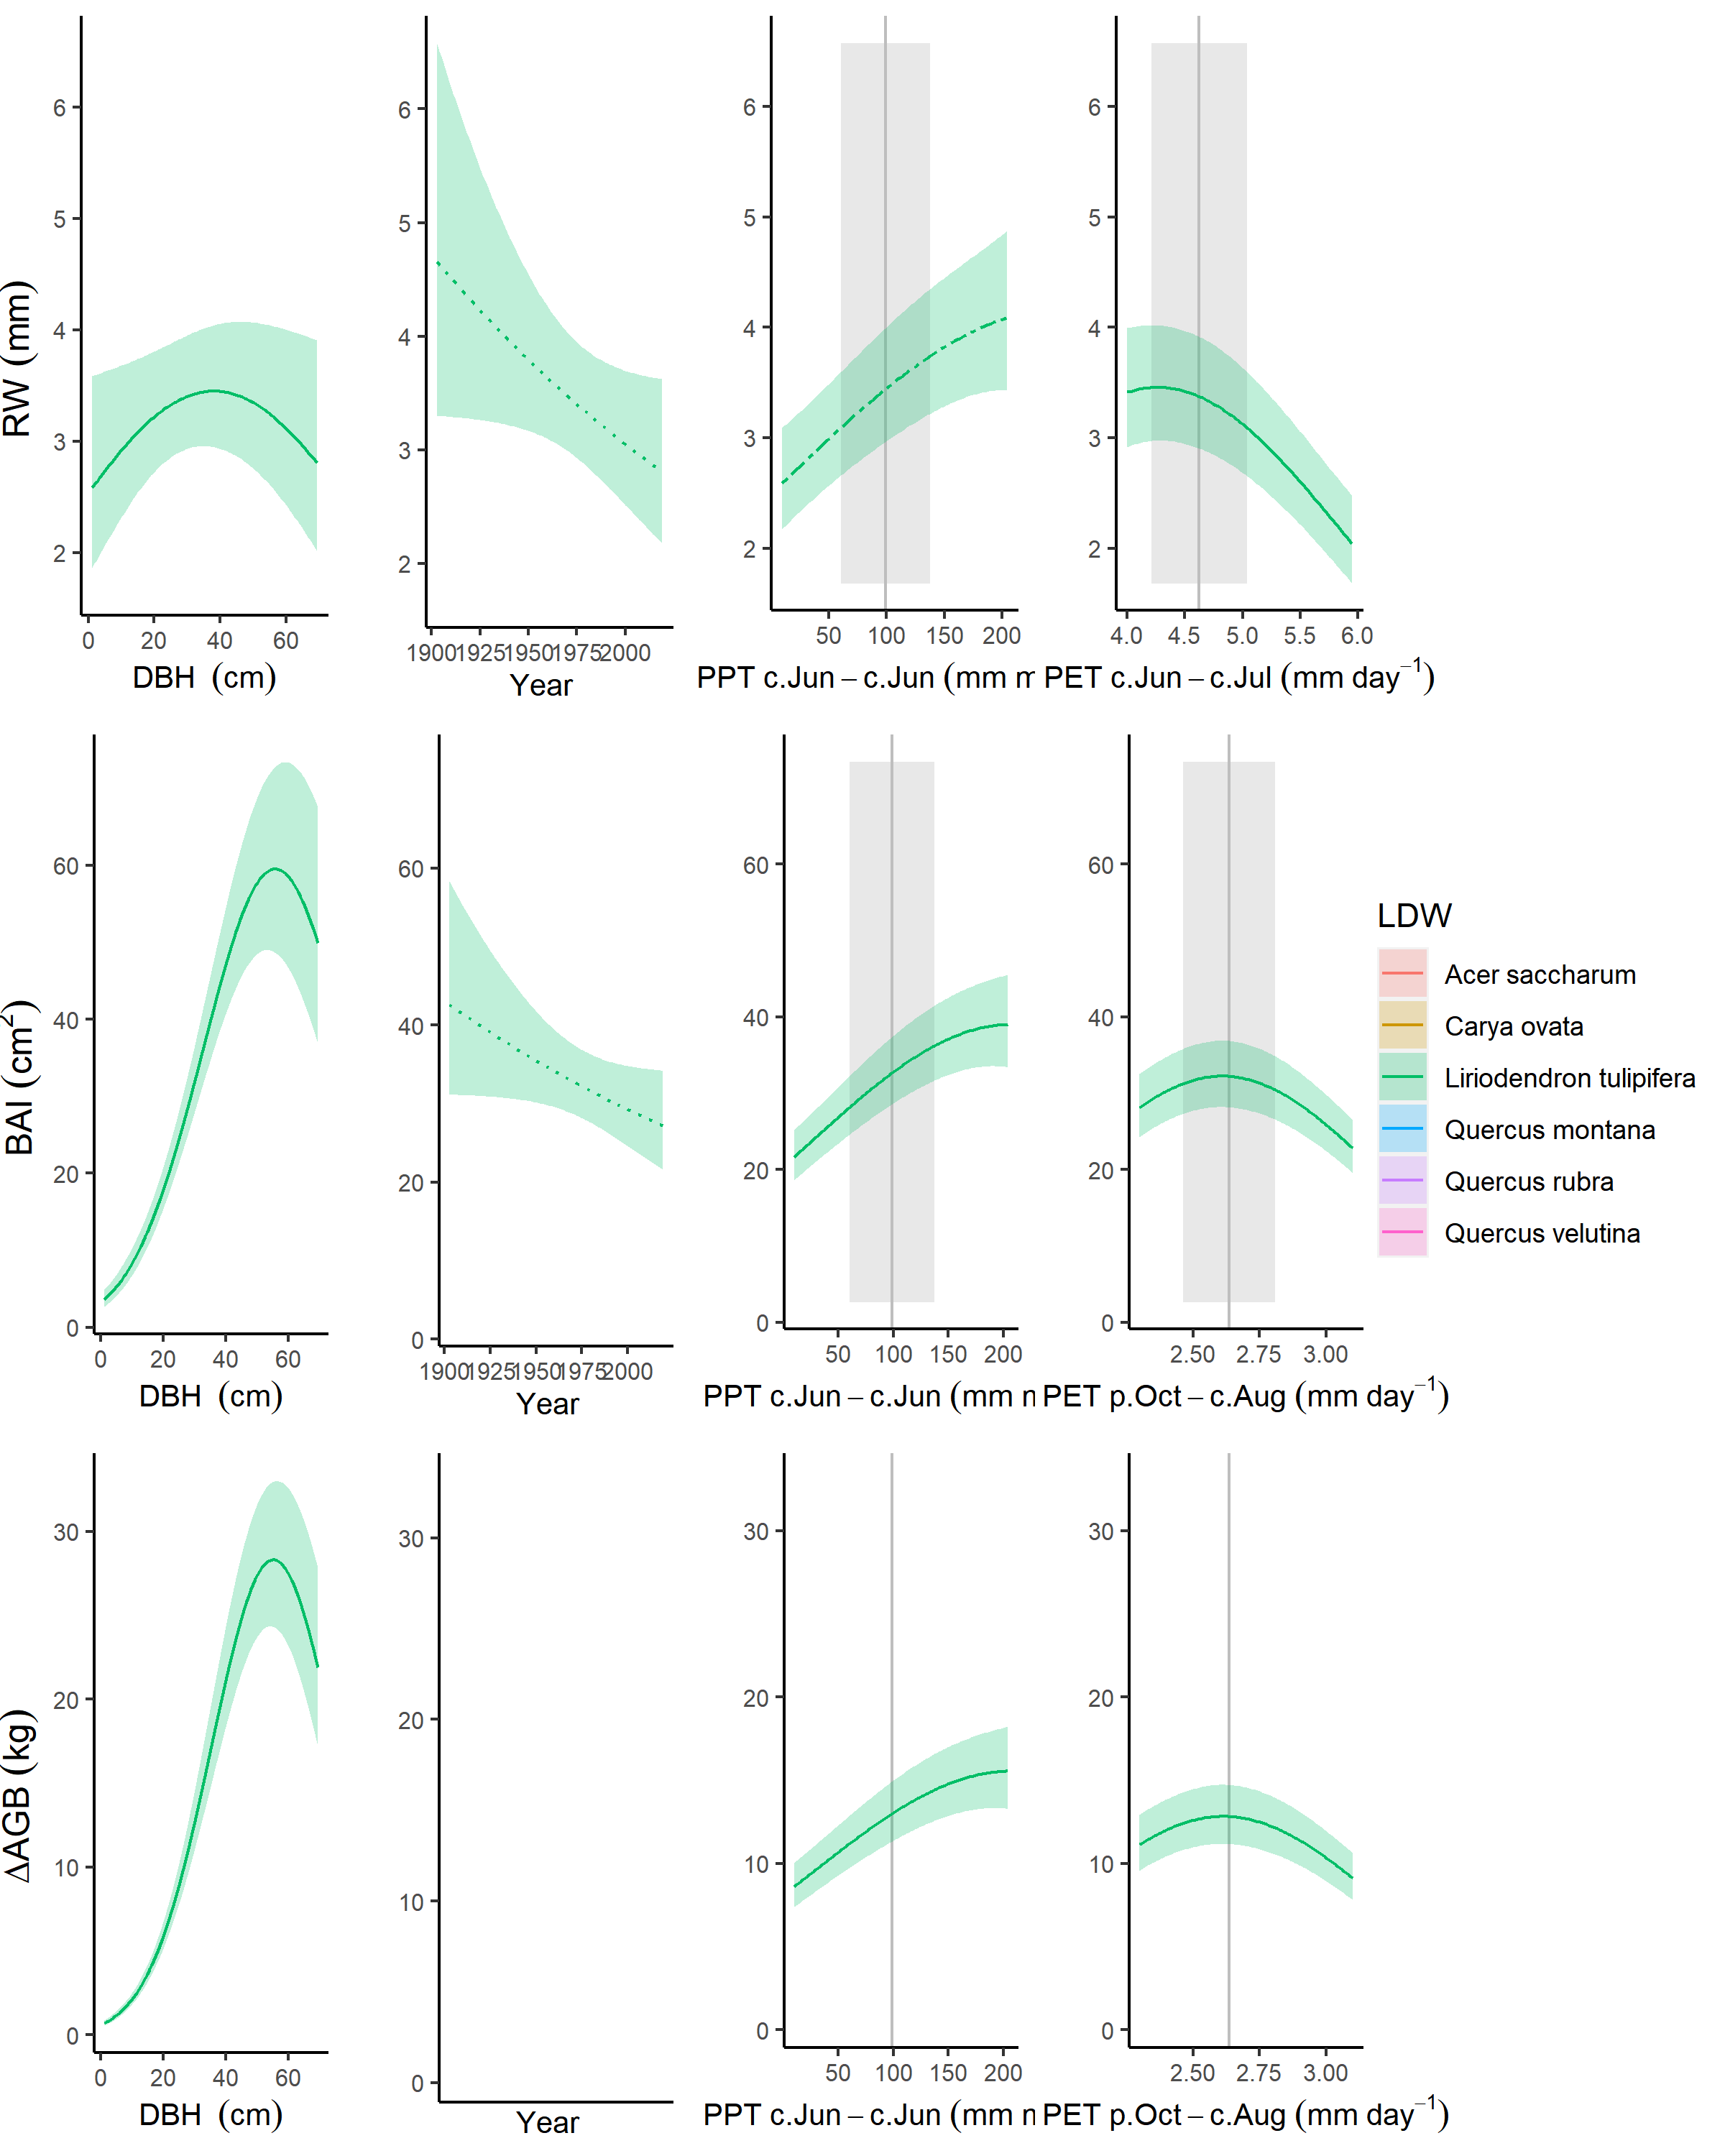 RW (mm)
6
5
4
3
2
0 20 40 60
DBH (cm)
6
5
4
3
2
1900 1925 1950 1975 2000
Year
6
5
4
3
2
50 100 150 200
PPT c.Jun – c.Jun (mm m
6
5
4
3
2
4.0 4.5 5.0 5.5 6.0
PET c.Jun – c.Jul (mm day⁻¹)
BAI (cm²)
60
40
20
0
0 20 40 60
DBH (cm)
60
40
20
0
1900 1925 1950 1975 2000
Year
60
40
20
0
50 100 150 200
PPT c.Jun – c.Jun (mm
60
40
20
0
2.50 2.75 3.00
PET p.Oct – c.Aug (mm day⁻¹)
LDW
Acer saccharum
Carya ovata
Liriodendron tulipifera
Quercus montana
Quercus rubra
Quercus velutina
ΔAGB (kg)
30
20
10
0
0 20 40 60
DBH (cm)
30
20
10
0
Year
30
20
10
0
50 100 150 200
PPT c.Jun – c.Jun (mm
30
20
10
0
2.50 2.75 3.00
PET p.Oct – c.Aug (mm day⁻¹)